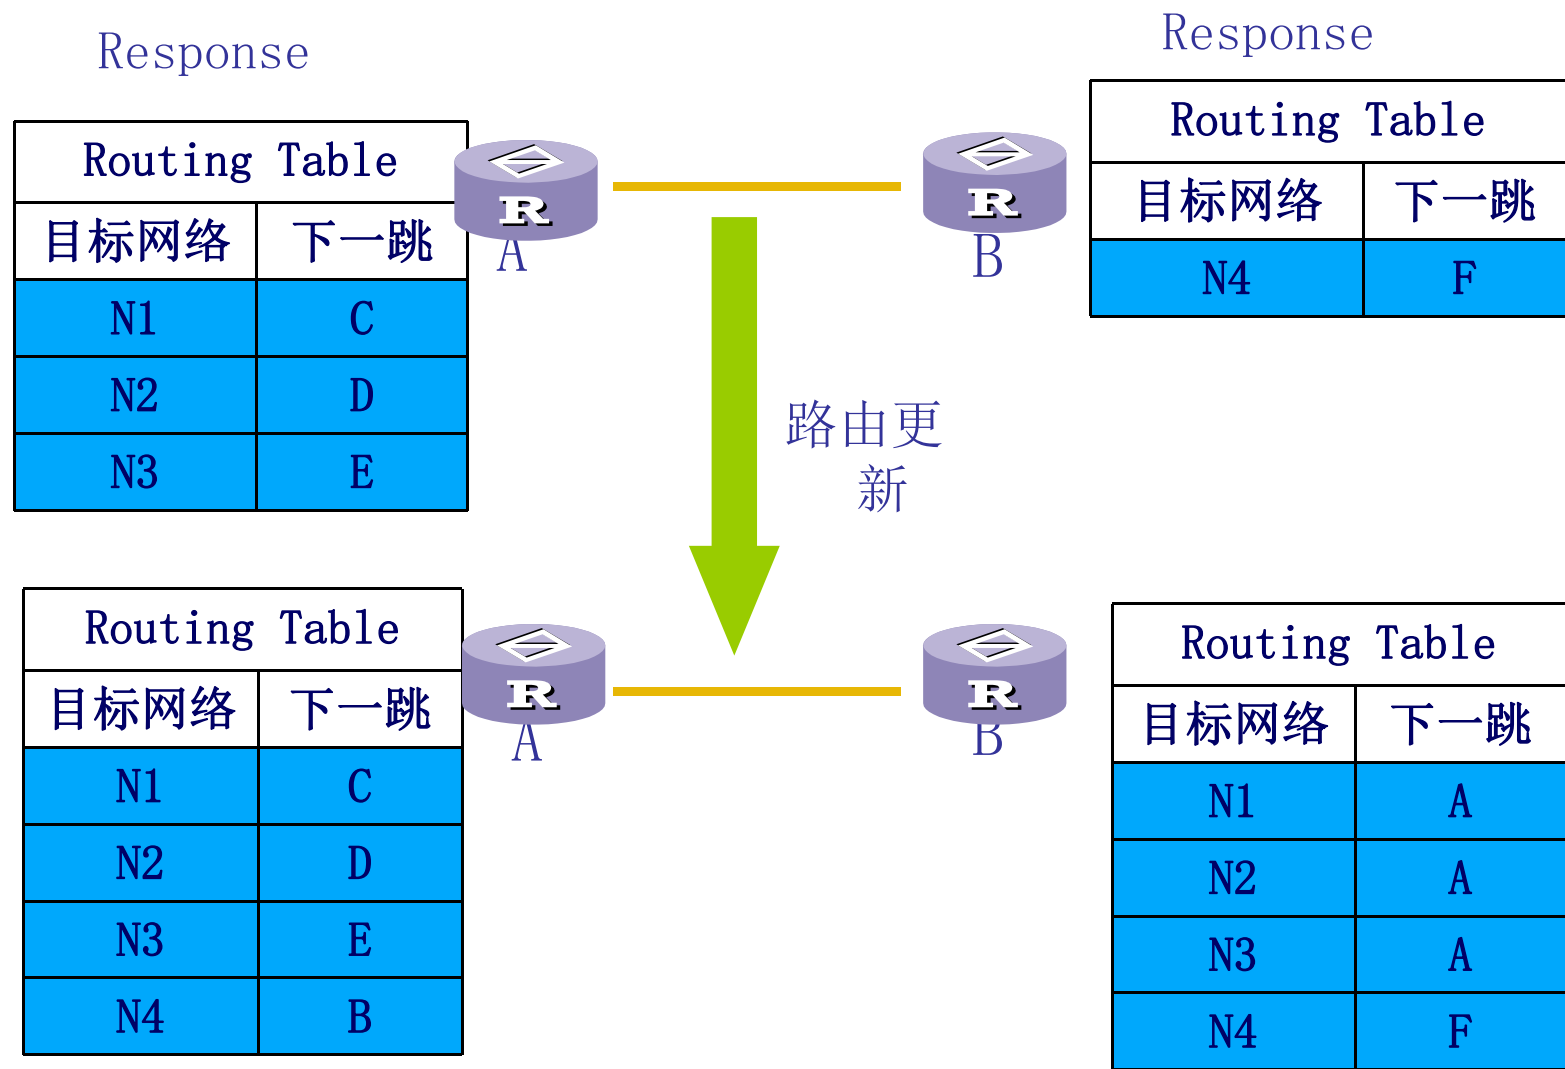 Response
Response
Routing Table
目标网络 下一跳
N1 C
N2 D
N3 E
R
A
R
B
Routing Table
目标网络 下一跳
N4 F
路由更
新
Routing Table
目标网络 下一跳
N1 C
N2 D
N3 E
N4 B
R
A
R
B
Routing Table
目标网络 下一跳
N1 A
N2 A
N3 A
N4 F